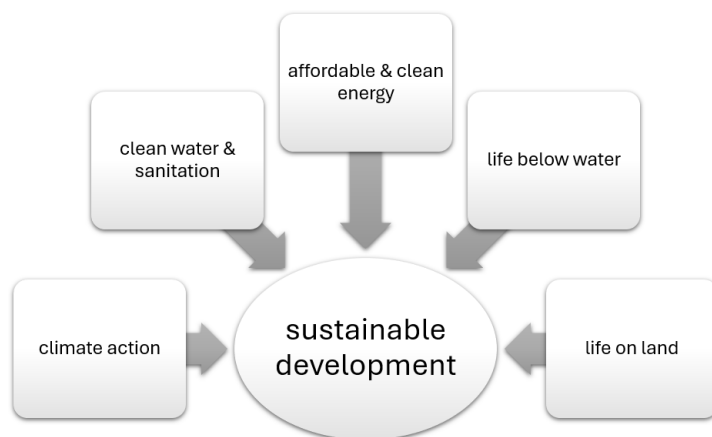 affordable & clean
energy
clean water &
sanitation
life below water
climate action
sustainable
development
life on land